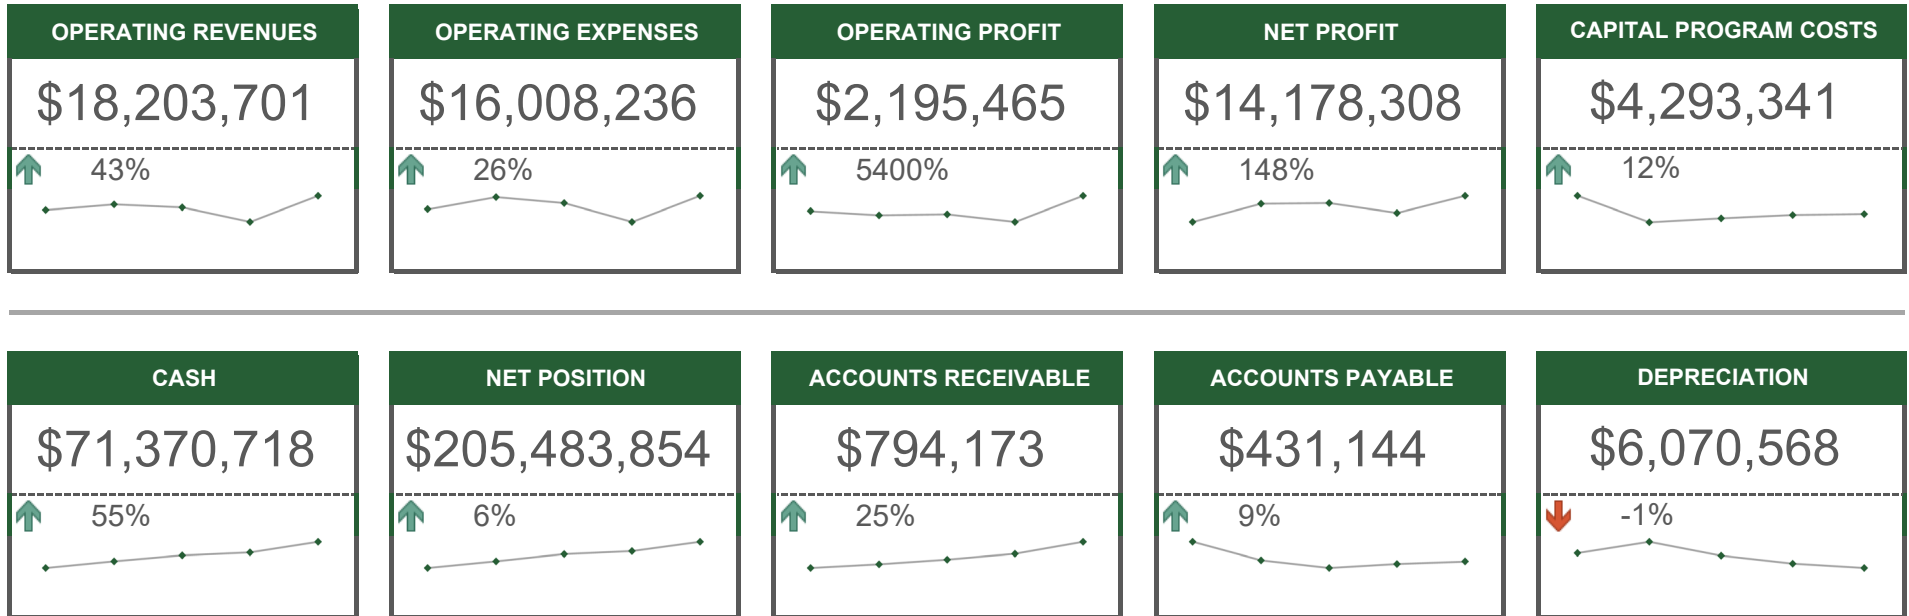 OPERATING REVENUES
$18,203,701
43%
OPERATING EXPENSES
$16,008,236
26%
OPERATING PROFIT
$2,195,465
5400%
NET PROFIT
$14,178,308
148%
CAPITAL PROGRAM COSTS
$4,293,341
12%
CASH
$71,370,718
55%
NET POSITION
$205,483,854
6%
ACCOUNTS RECEIVABLE
$794,173
25%
ACCOUNTS PAYABLE
$431,144
9%
DEPRECIATION
$6,070,568
-1%